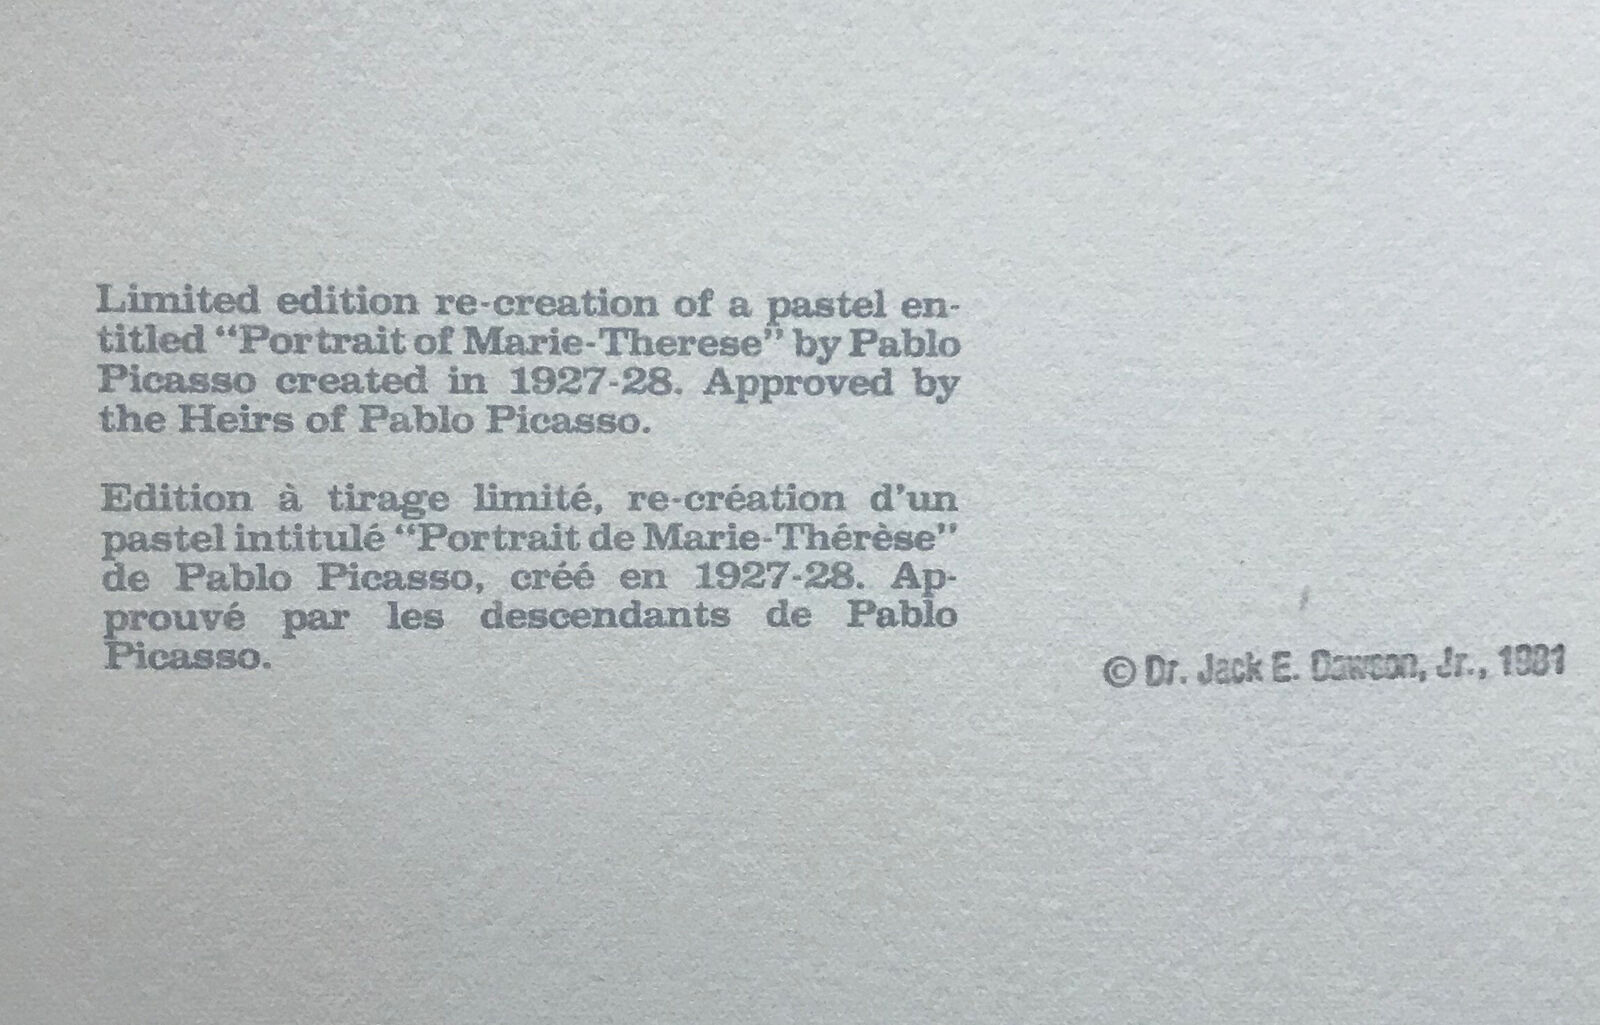 Limited edition re-creation of a pastel en-
titled “Portrait of Marie-Therese” by Pablo
Picasso created in 1927-28. Approved by
the Heirs of Pablo Picasso.
Edition à tirage limité, re-création d’un
pastel intitulé “Portrait de Marie-Thérèse”
de Pablo Picasso, créé en 1927-28. Ap-
prouvé par les descendants de Pablo
Picasso.
© Dr. Jack E. Dawson, Jr., 1981